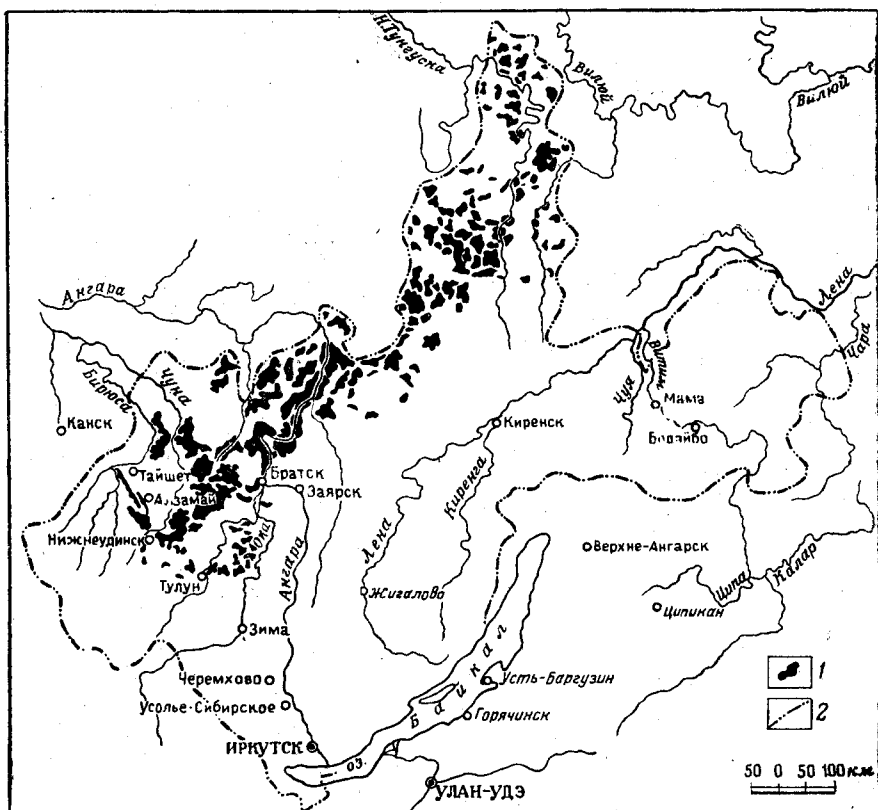 Н.Тунгуска
Вилюй
Вилюй
Ангара
Лена
Чара
Бирюса
Чуна
Витим
Чуя
Мама
Канск
Киренск
Бодайбо
Тайшет
Братск
Заярск
Киренга
Алзамай
Лена
Нижнеудинск
Ока
Ангара
Верхне-Ангарск
Тулун
Жигалово
Ципа
Калар
Ципикан
Зима
Байкал
Черемхово
Усть-Баргузин
1
Усолье-Сибирское
Горячинск
2
ИРКУТСК
оз.
УЛАН-УДЭ
50 0 100 км